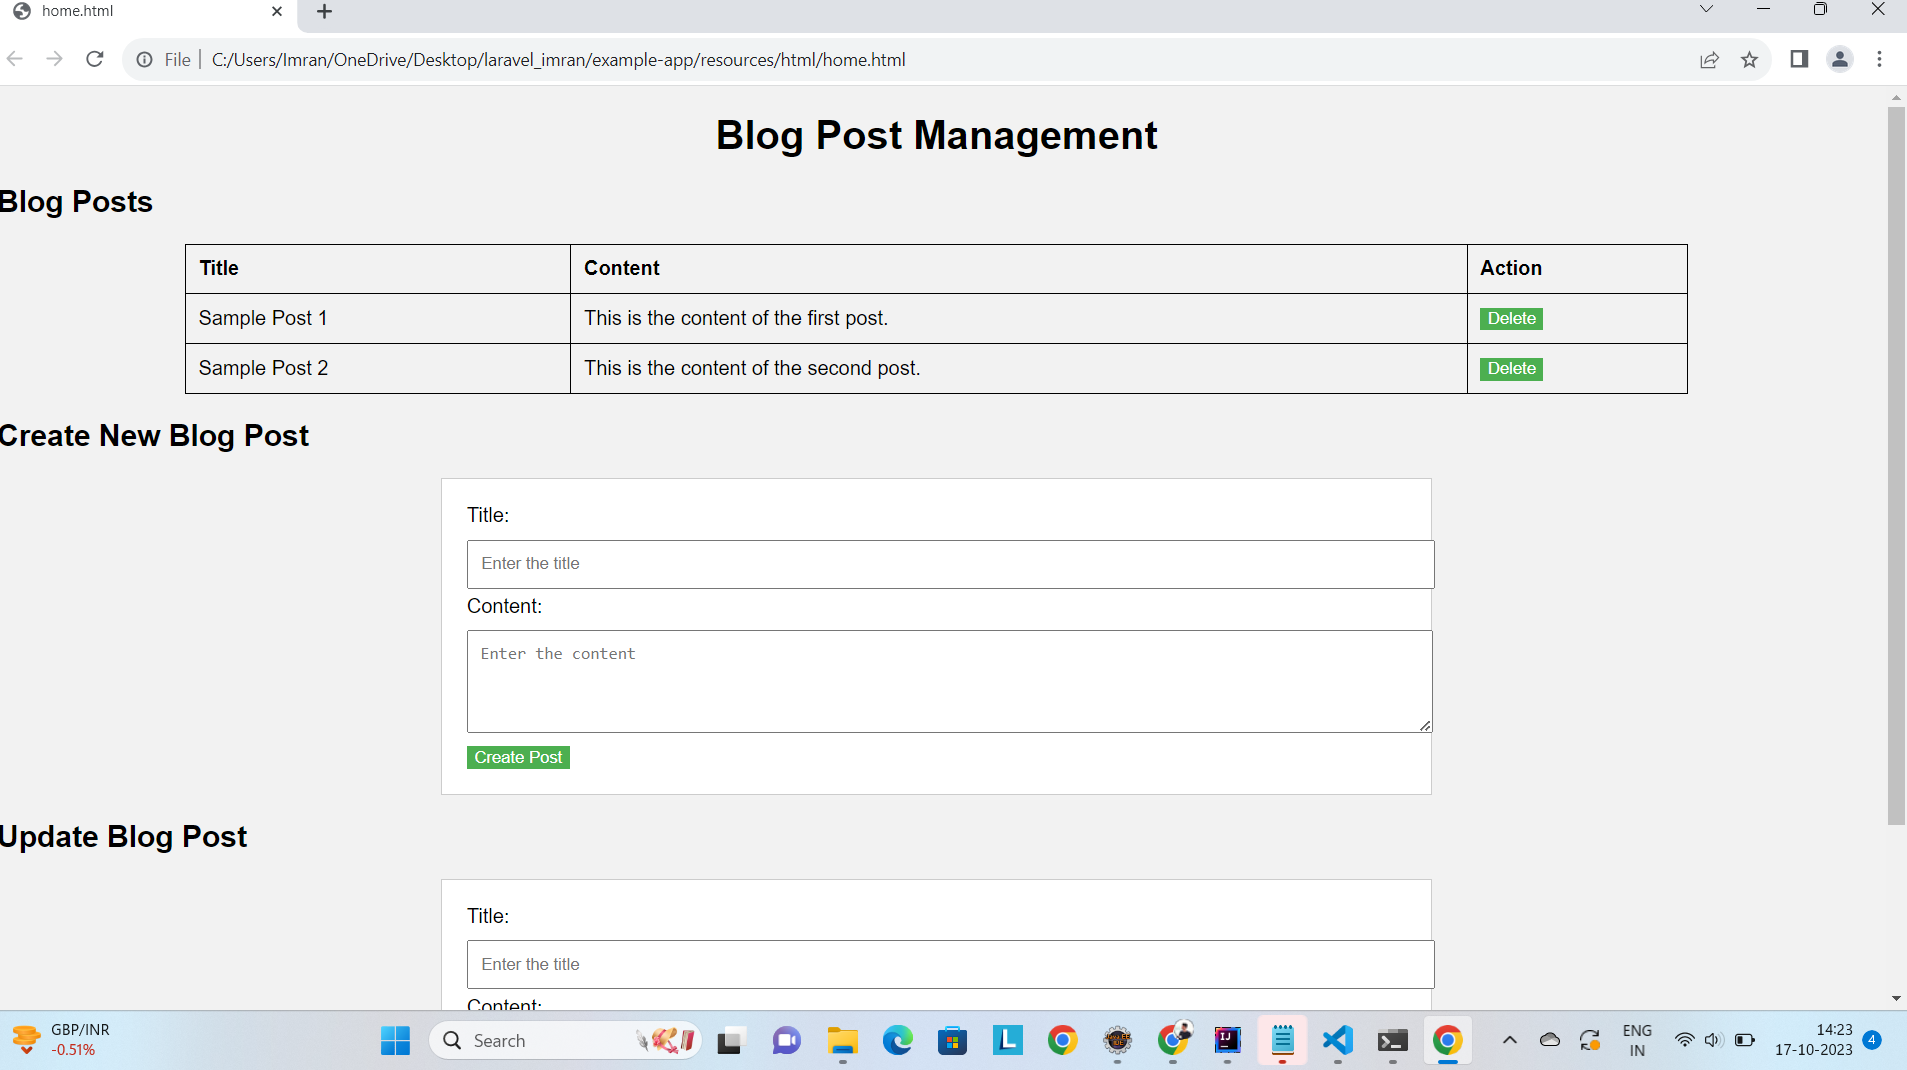 home.html
File
C:/Users/Imran/OneDrive/Desktop/laravel_imran/example-app/resources/html/home.html
Blog Post Management
Blog Posts
Title Content Action
Sample Post 1 This is the content of the first post. Delete
Sample Post 2 This is the content of the second post. Delete
Create New Blog Post
Title:
Enter the title
Content:
Enter the content
Create Post
Update Blog Post
Title:
Enter the title
Content:
GBP/INR
-0.51%
Search
L
IJ
ENG
IN
14:23
17-10-2023
4